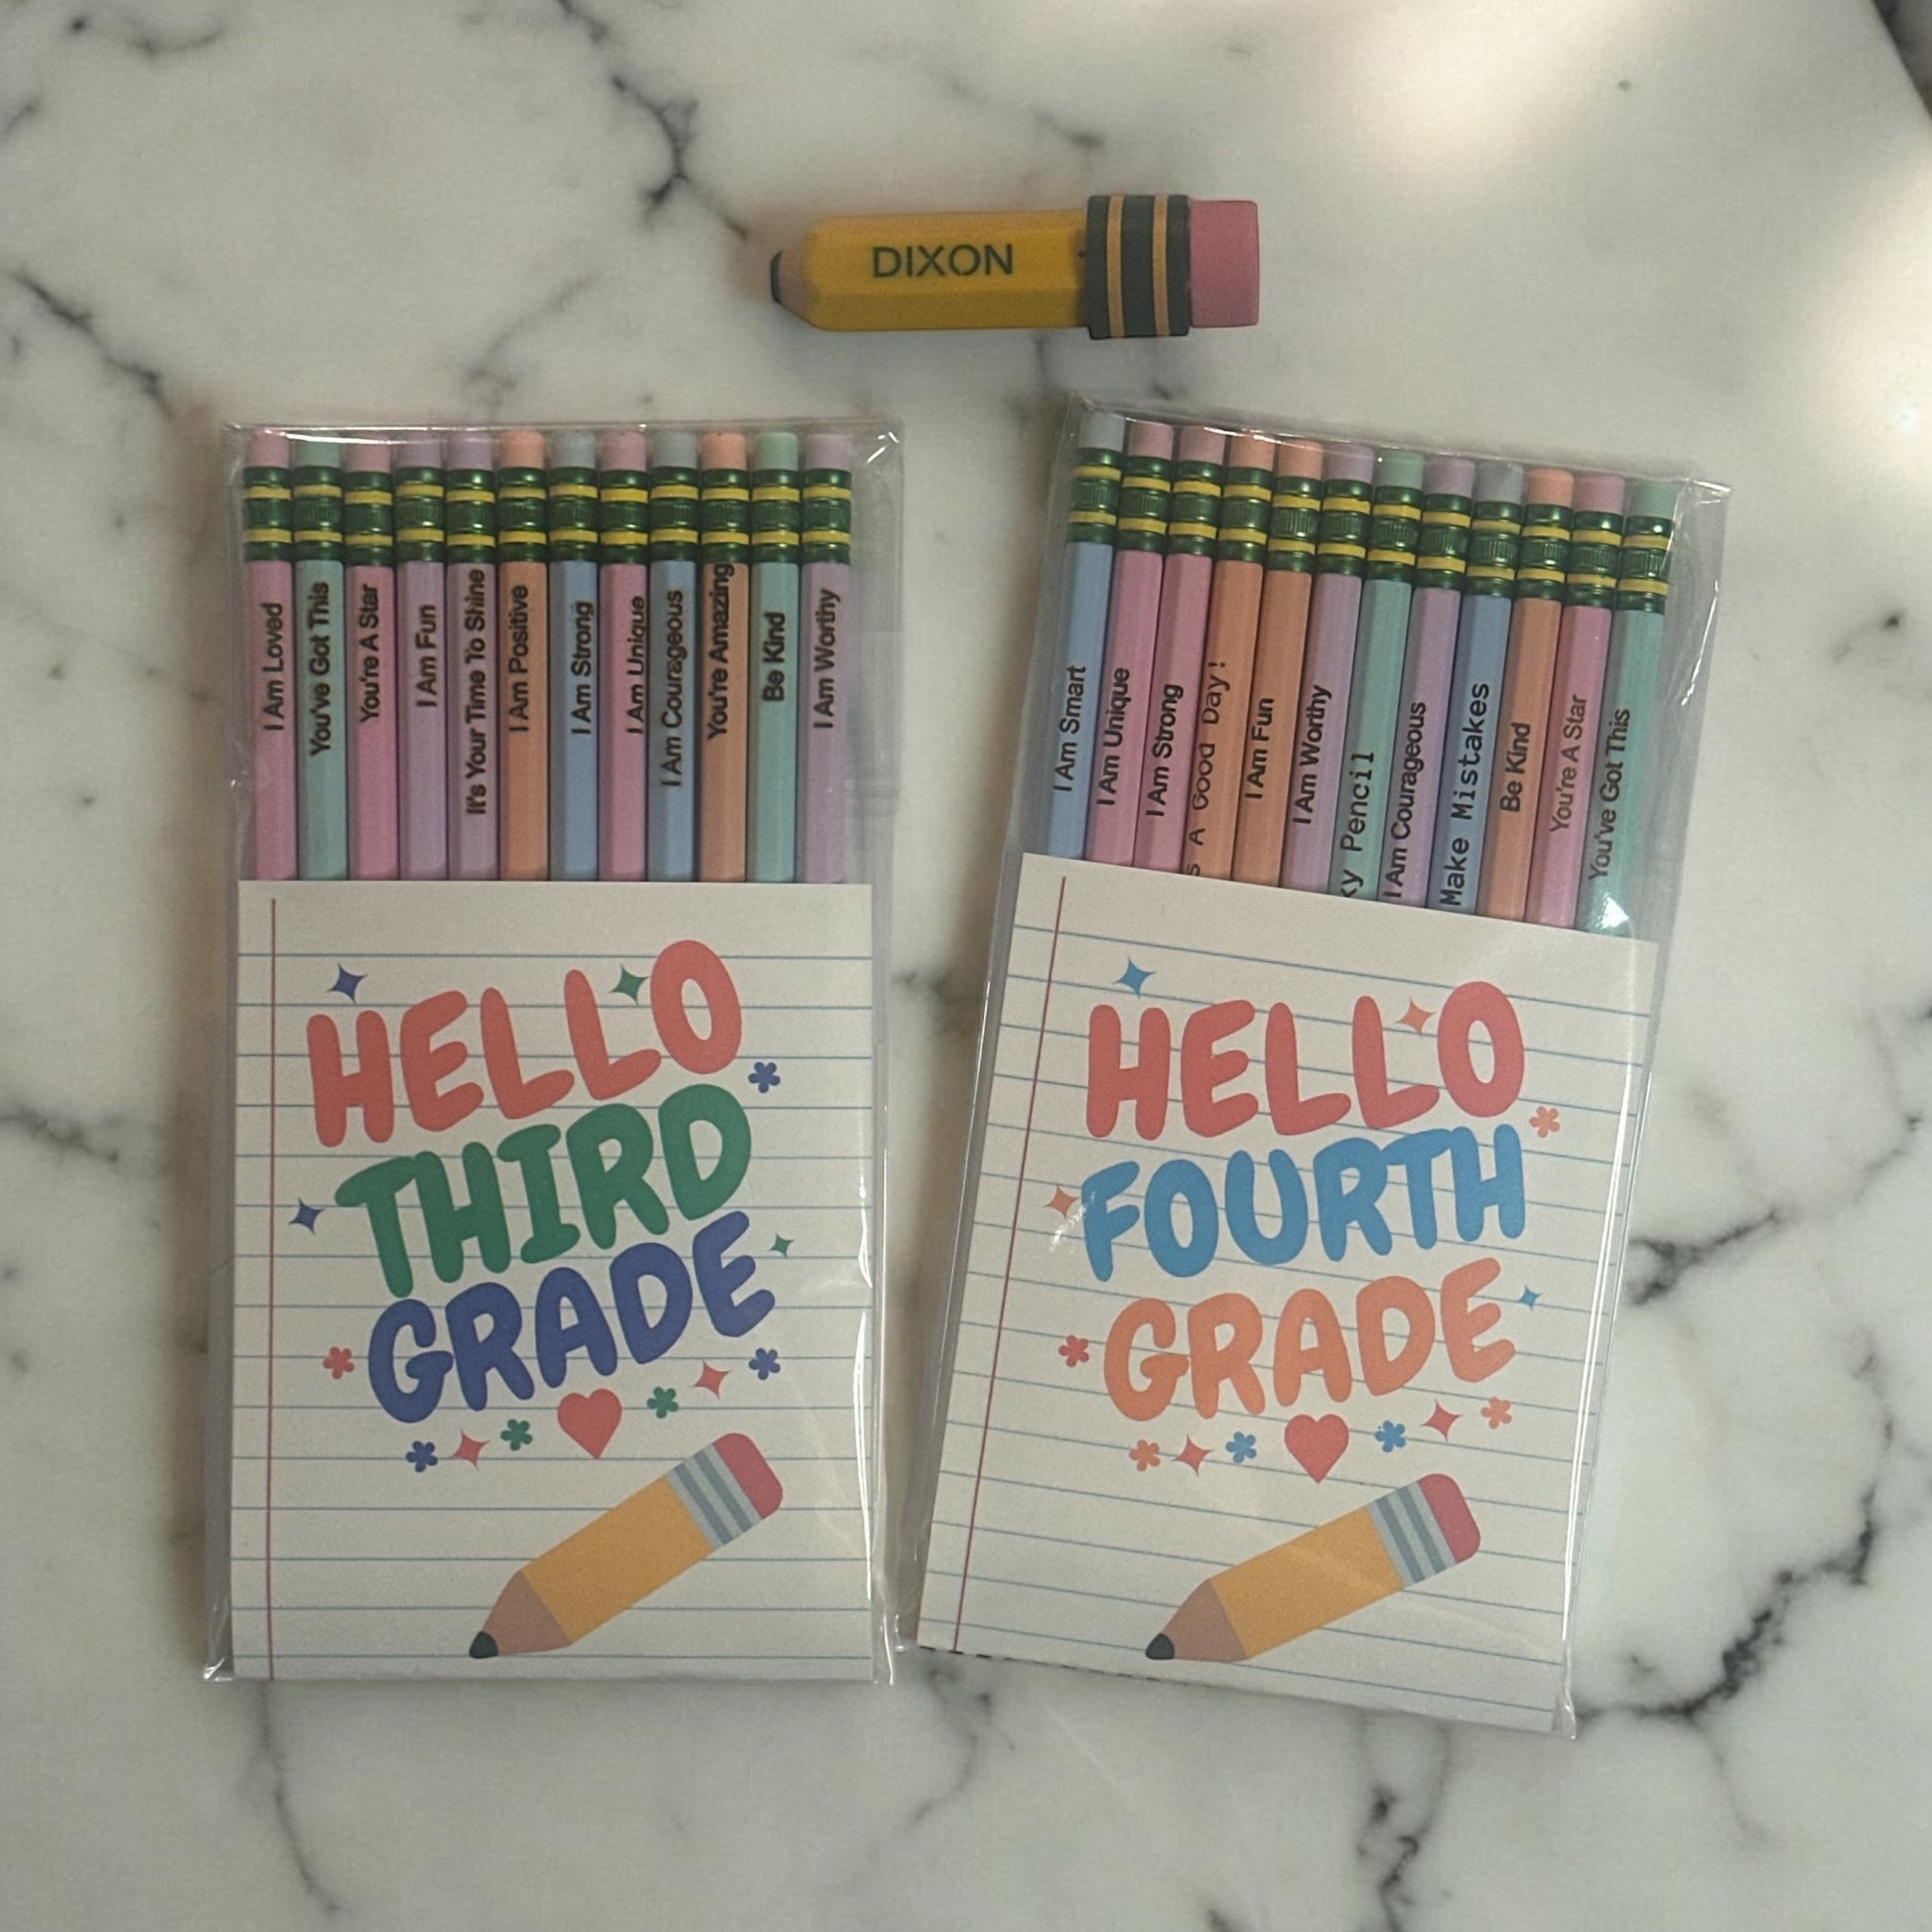 DIXON
I Am Loved
You've Got This
You're A Star
I Am Fun
It's Your Time To Shine
I Am Positive
I Am Strong
I Am Unique
I Am Courageous
You're Amazing
Be Kind
I Am Worthy
HELLO
THIRD
GRADE
I Am Smart
I Am Unique
I Am Strong
A Good Day!
I Am Fun
I Am Worthy
Pencil
I Am Courageous
Make Mistakes
Be Kind
You're A Star
You've Got This
HELLO
FOURTH
GRADE